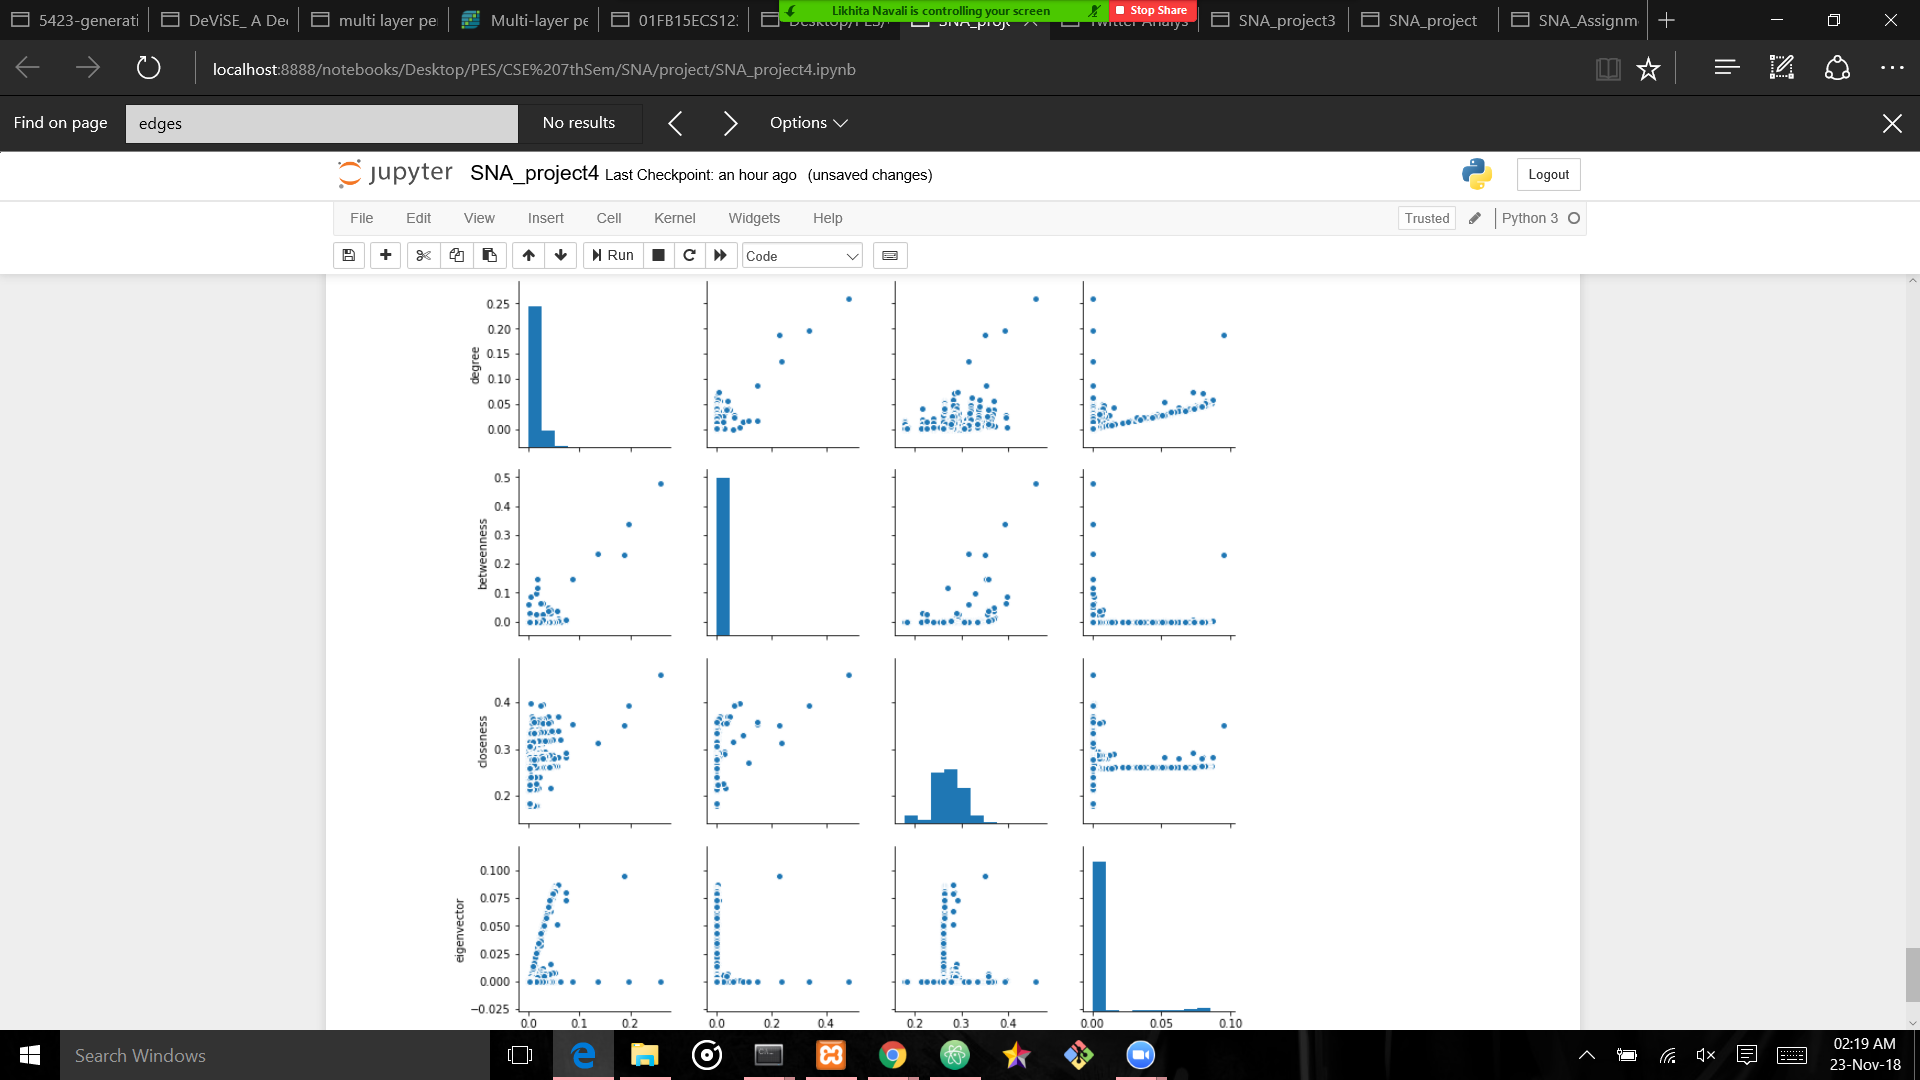 5423-generati
DeViSE_ A Dee
multi layer pe
Multi-layer pe
01FB15ECS12
Desktop/PES/
SNA_proj
Twitter Analys
SNA_project3
SNA_project
SNA_Assignm
Likhita Navali is controlling your screen
Stop Share
localhost:8888/notebooks/Desktop/PES/CSE%207thSem/SNA/project/SNA_project4.ipynb
Find on page
edges
No results
Options
jupyter
SNA_project4 Last Checkpoint: an hour ago (unsaved changes)
Logout
File Edit View Insert Cell Kernel Widgets Help
Trusted
Python 3
Run
Code
degree
0.25
0.20
0.15
0.10
0.05
0.00
betweenness
0.5
0.4
0.3
0.2
0.1
0.0
closeness
0.4
0.3
0.2
eigenvector
0.100
0.075
0.050
0.025
0.000
−0.025
0.0 0.1 0.2
0.0 0.2 0.4
0.2 0.3 0.4
0.00 0.05 0.10
Search Windows
02:19 AM
23-Nov-18